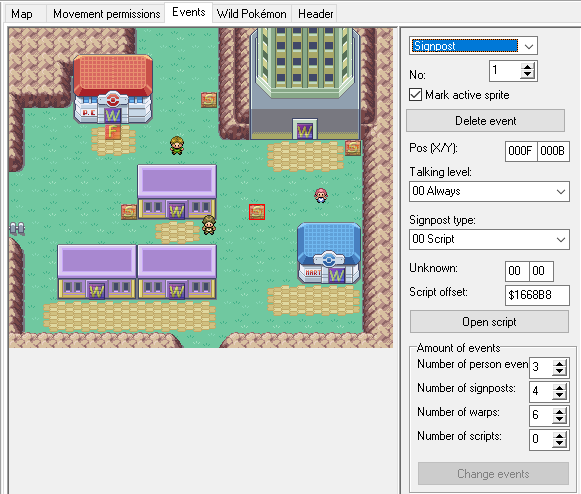 Map Movement permissions Events Wild Pokémon Header
Signpost
No: 1
Mark active sprite
Delete event
Pos (X/Y): 000F 000B
Talking level:
00 Always
Signpost type:
00 Script
Unknown: 00 00
Script offset: $1668B8
Open script
Amount of events
Number of person even 3
Number of signposts: 4
Number of warps: 6
Number of scripts: 0
Change events
P.C
W
F
S
W
S
S
W
S
MART W
W
W